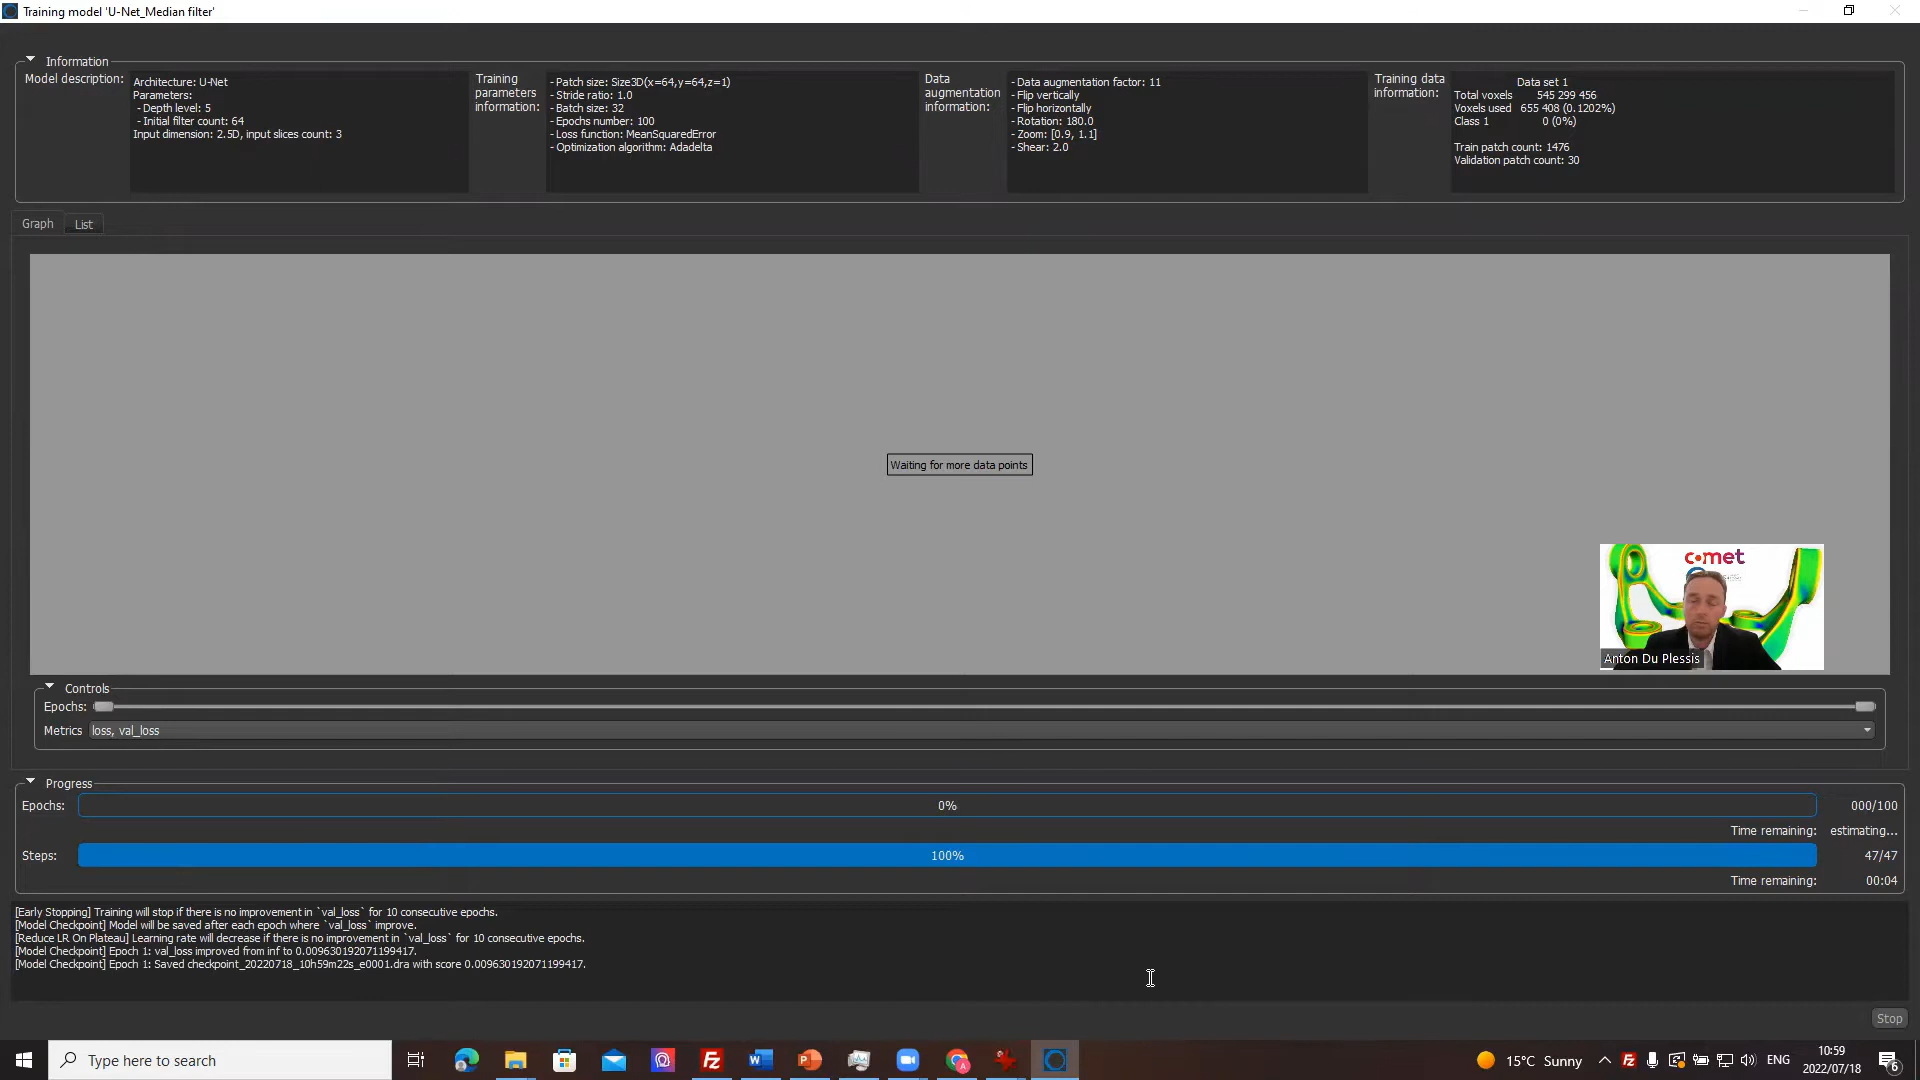 Training model 'U-Net_Median filter'
Information
Model description:
Architecture: U-Net
Parameters:
- Depth level: 5
- Initial filter count: 64
Input dimension: 2.5D, input slices count: 3
Training
parameters
information:
- Patch size: Size3D(x=64,y=64,z=1)
- Stride ratio: 1.0
- Batch size: 32
- Epochs number: 100
- Loss function: MeanSquaredError
- Optimization algorithm: Adadelta
Data
augmentation
information:
- Data augmentation factor: 11
- Flip vertically
- Flip horizontally
- Rotation: 180.0
- Zoom: [0.9, 1.1]
- Shear: 2.0
Training data
information:
Data set 1
Total voxels 545 299 456
Voxels used 655 408 (0.1202%)
Class 1 0 (0%)
Train patch count: 1476
Validation patch count: 30
Graph
List
Waiting for more data points
comet
Anton Du Plessis
Controls
Epochs:
Metrics loss, val_loss
Progress
Epochs: 0% 000/100
Time remaining: estimating...
Steps: 100% 47/47
Time remaining: 00:04
[Early Stopping] Training will stop if there is no improvement in `val_loss` for 10 consecutive epochs.
[Model Checkpoint] Model will be saved after each epoch where `val_loss` improve.
[Reduce LR On Plateau] Learning rate will decrease if there is no improvement in `val_loss` for 10 consecutive epochs.
[Model Checkpoint] Epoch 1: val_loss improved from inf to 0.009630192071199417.
[Model Checkpoint] Epoch 1: Saved checkpoint_20220718_10h59m22s_e0001.dra with score 0.009630192071199417.
Stop
Type here to search
15°C Sunny
ENG
10:59
2022/07/18
6